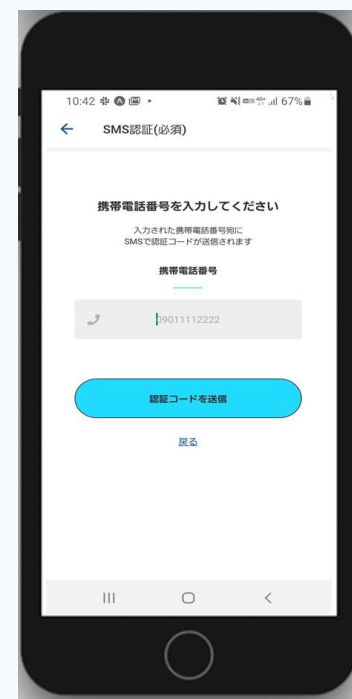 10:42
67%
SMS認証(必須)
携帯電話番号を入力してください
入力された携帯電話番号宛に
SMSで認証コードが送信されます
携帯電話番号
09011112222
認証コードを送信
戻る